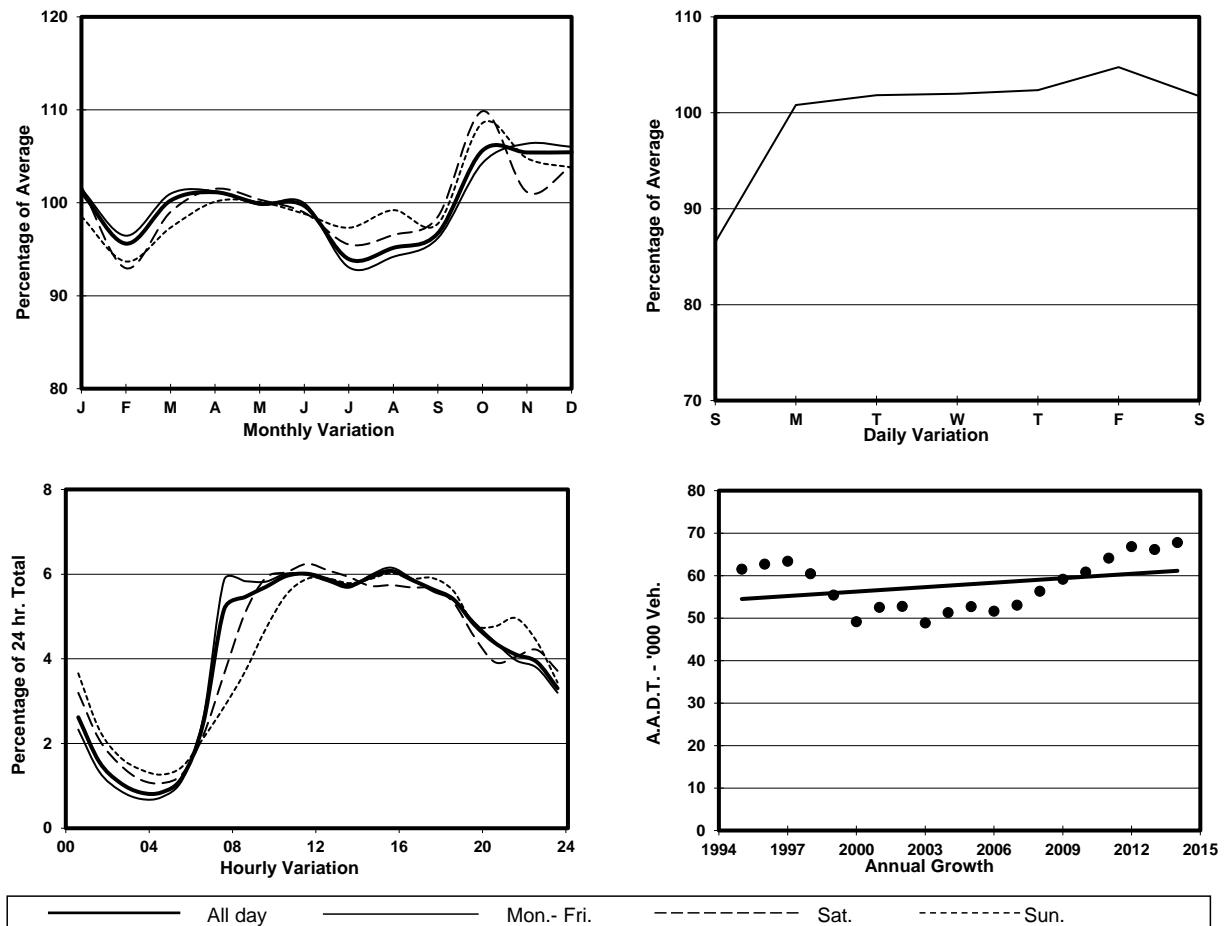 120
110
100
90
80
Percentage of Average
J F M A M J J A S O N D
Monthly Variation
110
100
90
80
70
Percentage of Average
S M T W T F S
Daily Variation
8
6
4
2
0
Percentage of 24 hr. Total
00 04 08 12 16 20 24
Hourly Variation
80
70
60
50
40
30
20
10
0
A.A.D.T. - '000 Veh.
1994 1997 2000 2003 2006 2009 2012 2015
Annual Growth
All day Mon.- Fri. Sat. Sun.